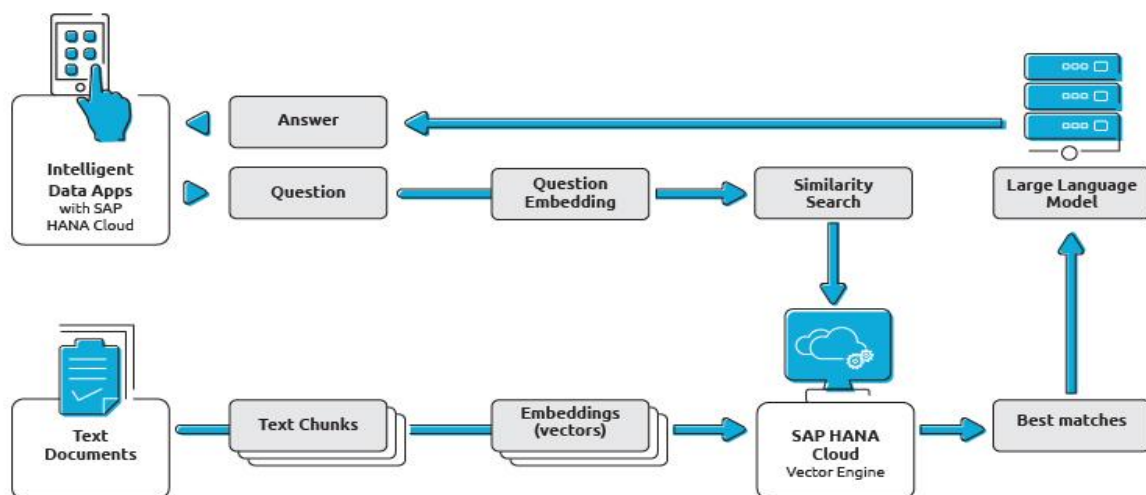 Answer
Intelligent
Data Apps
with SAP
HANA Cloud
Question
Question
Embedding
Similarity
Search
Large Language
Model
Text
Documents
Text Chunks
Embeddings
(vectors)
SAP HANA
Cloud
Vector Engine
Best matches